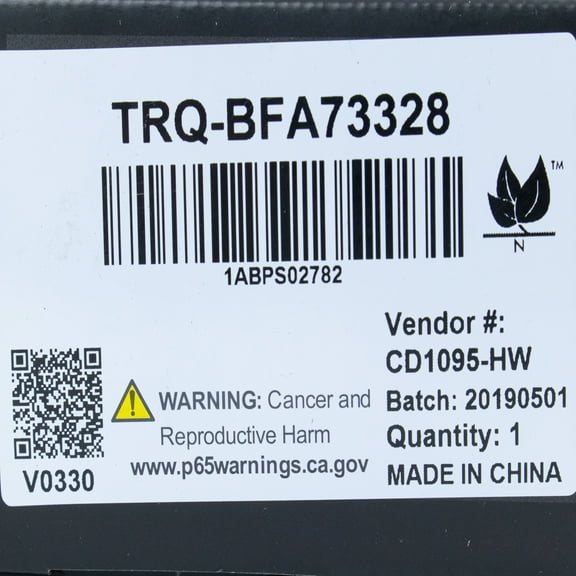 TRQ-BFA73328
TM
N
1ABPS02782
Vendor #:
CD1095-HW
Batch: 20190501
Quantity: 1
MADE IN CHINA
WARNING: Cancer and
Reproductive Harm
www.p65warnings.ca.gov
V0330